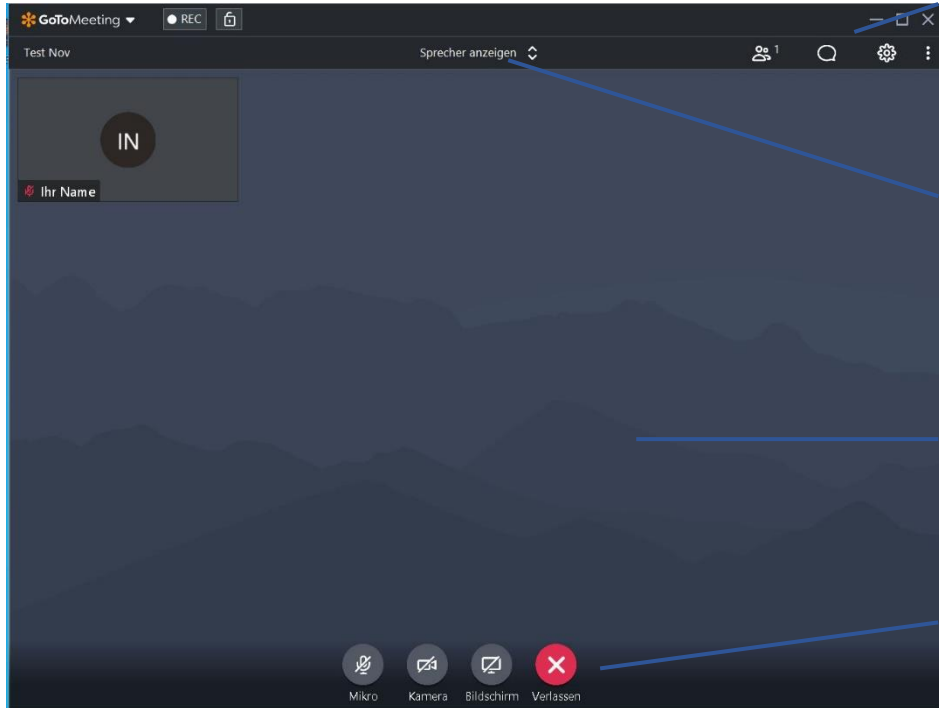 GoToMeeting REC
Test Nov Sprecher anzeigen 1
IN
Ihr Name
Mikro Kamera Bildschirm Verlassen